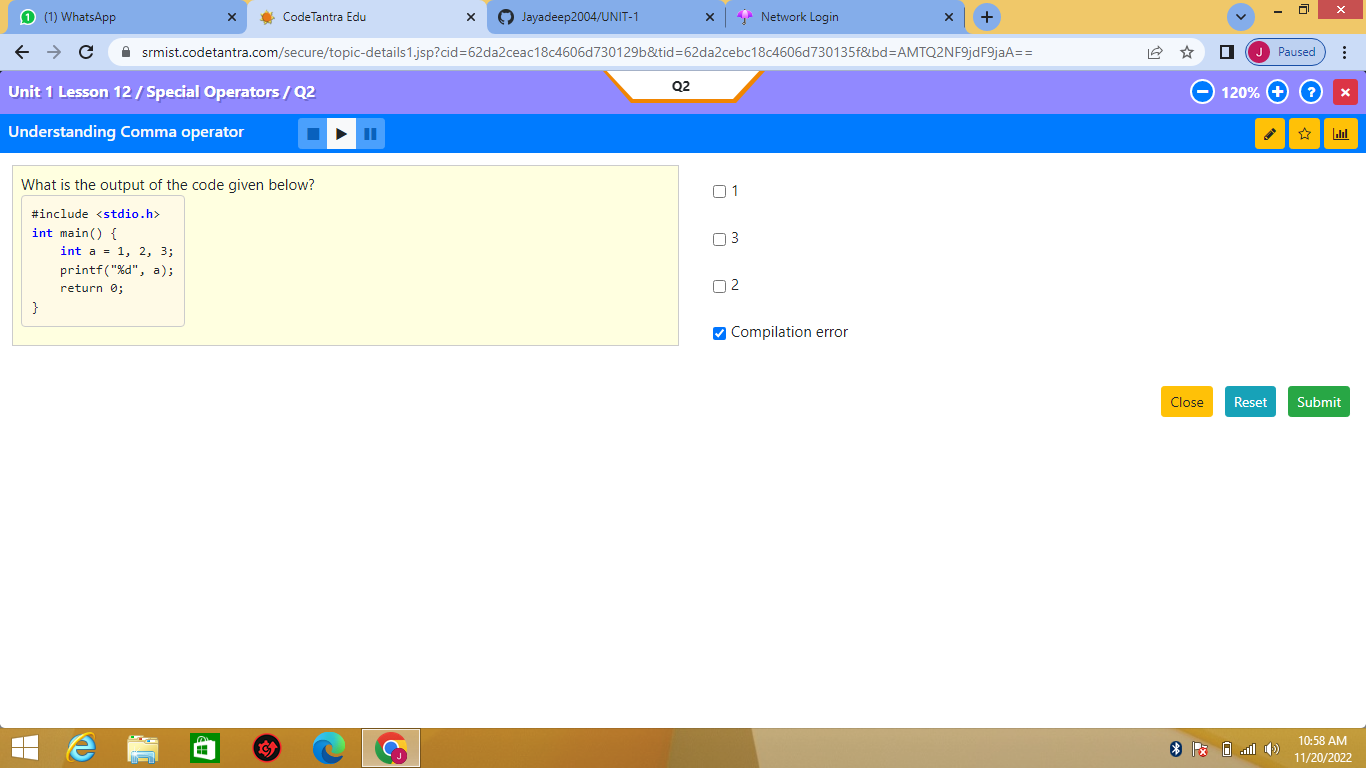 (1) WhatsApp
CodeTantra Edu
Jayadeep2004/UNIT-1
Network Login
srmist.codetantra.com/secure/topic-details1.jsp?cid=62da2ceac18c4606d730129b&tid=62da2cebc18c4606d730135f&bd=AMTQ2NF9jdF9jaA==
J Paused
Unit 1 Lesson 12 / Special Operators / Q2
Q2
120%
Understanding Comma operator
What is the output of the code given below?
#include <stdio.h>
int main() {
int a = 1, 2, 3;
printf("%d", a);
return 0;
}
1
3
2
Compilation error
Close
Reset
Submit
J
10:58 AM
11/20/2022